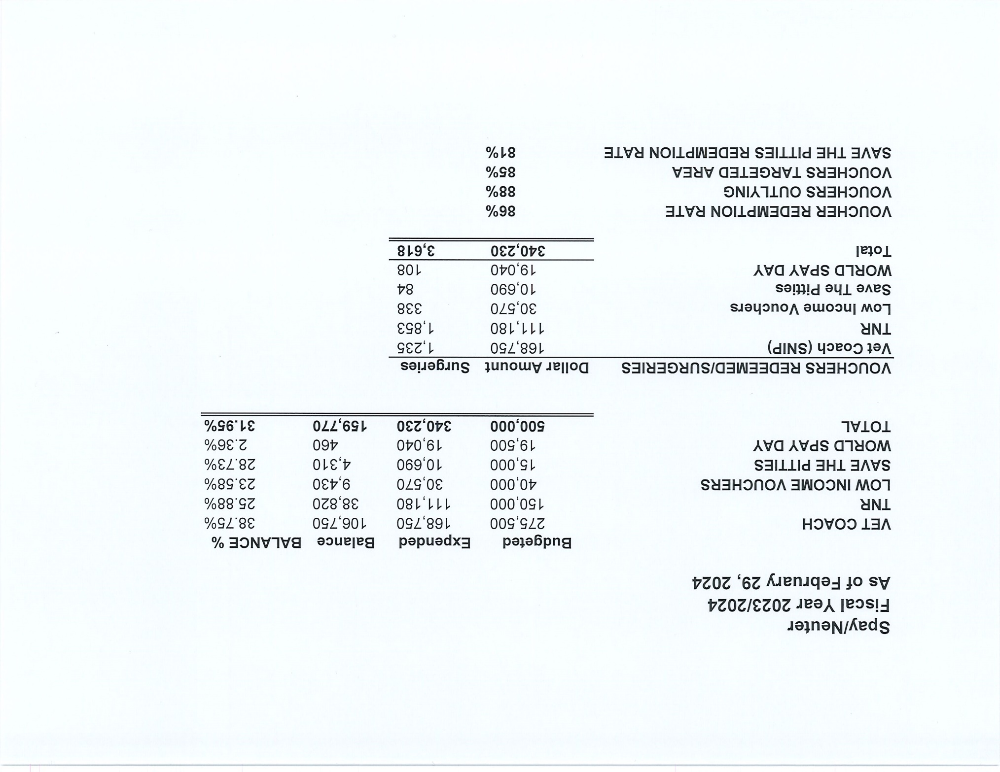 Spay/Neuter
Fiscal Year 2023/2024
As of February 29, 2024
Budgeted Expended Balance BALANCE %
VET COACH 275,500 168,750 106,750 38.75%
TNR 150,000 111,180 38,820 25.88%
LOW INCOME VOUCHERS 40,000 30,570 9,430 23.58%
SAVE THE PITTIES 15,000 10,690 4,310 28.73%
WORLD SPAY DAY 19,500 19,040 460 2.36%
TOTAL 500,000 340,230 159,770 31.95%
VOUCHERS REDEEMED/SURGERIES Dollar Amount Surgeries
Vet Coach (SNIP) 168,750 1,235
TNR 111,180 1,853
Low Income Vouchers 30,570 338
Save The Pitties 10,690 84
WORLD SPAY DAY 19,040 108
Total 340,230 3,618
VOUCHER REDEMPTION RATE 86%
VOUCHERS OUTLYING 88%
VOUCHERS TARGETED AREA 85%
SAVE THE PITTIES REDEMPTION RATE 81%